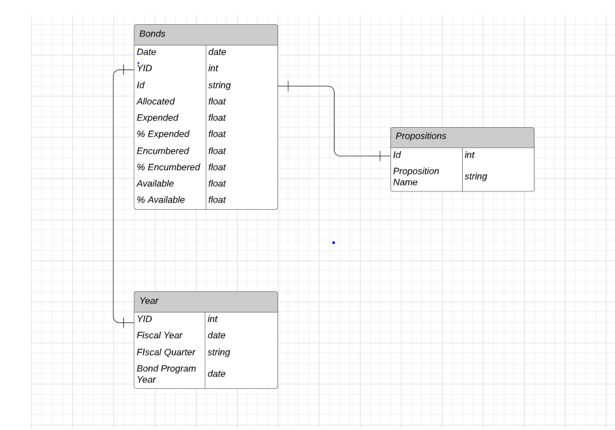 Bonds
Date date
YID int
Id string
Allocated float
Expended float
% Expended float
Encumbered float
% Encumbered float
Available float
% Available float
Propositions
Id int
Proposition
Name string
Year
YID int
Fiscal Year date
FIscal Quarter string
Bond Program
Year date